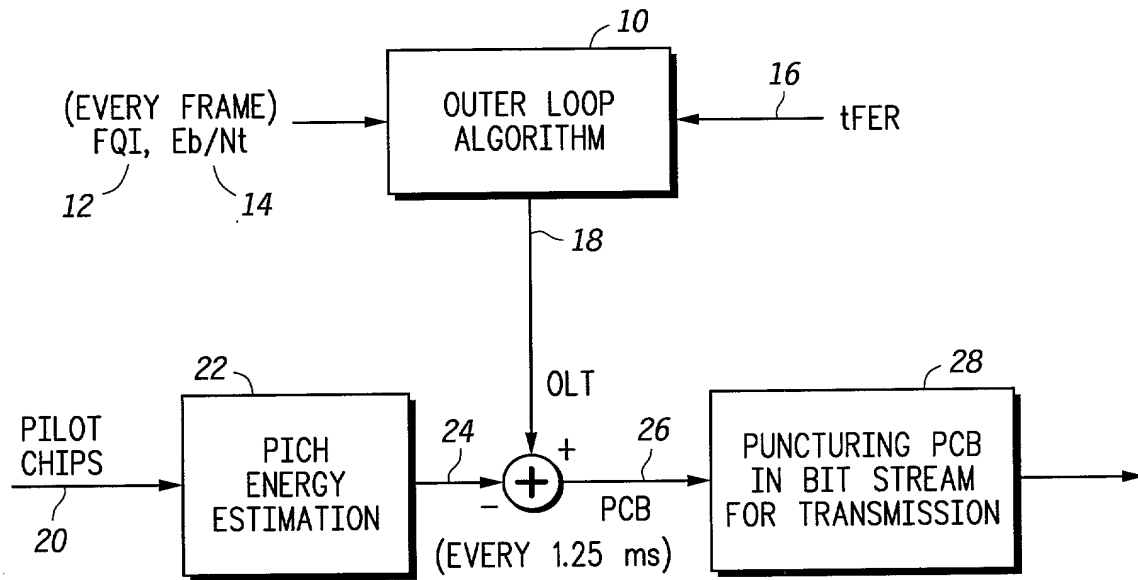 10
OUTER LOOP
ALGORITHM
(EVERY FRAME)
FQI, Eb/Nt
12
14
16
tFER
18
OLT
22
PICH
ENERGY
ESTIMATION
PILOT
CHIPS
20
24
+
+
−
26
PCB
(EVERY 1.25 ms)
28
PUNCTURING PCB
IN BIT STREAM
FOR TRANSMISSION